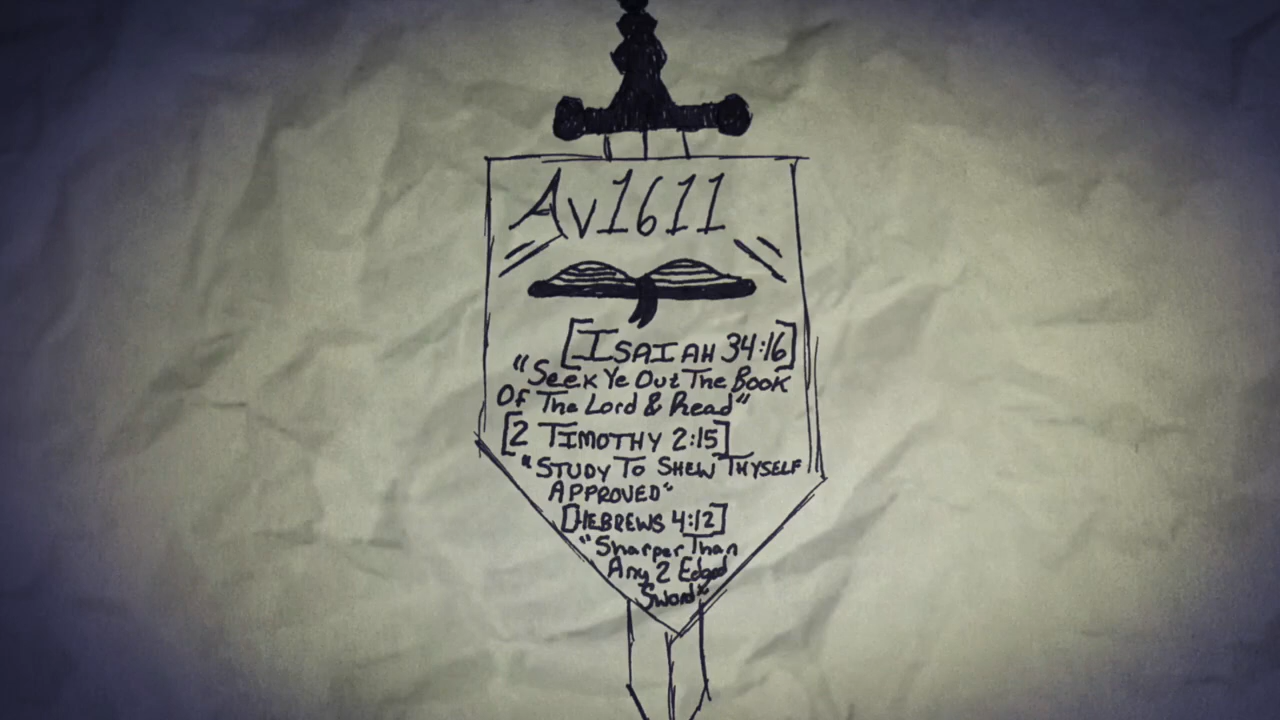 Av1611
[ISAIAH 34:16]
"Seek Ye Out The Book
Of The Lord & Read"
[2 TIMOTHY 2:15]
"STUDY TO SHEW THYSELF
APPROVED"
[HEBREWS 4:12]
"Sharper Than
Any 2 Edged
Sword"